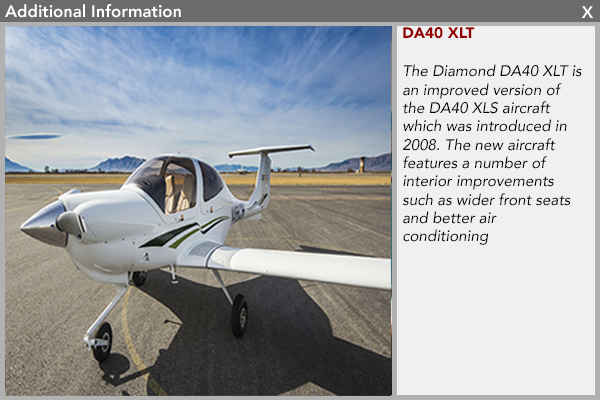 Additional Information X
DA40 XLT
The Diamond DA40 XLT is
an improved version of
the DA40 XLS aircraft
which was introduced in
2008. The new aircraft
features a number of
interior improvements
such as wider front seats
and better air
conditioning